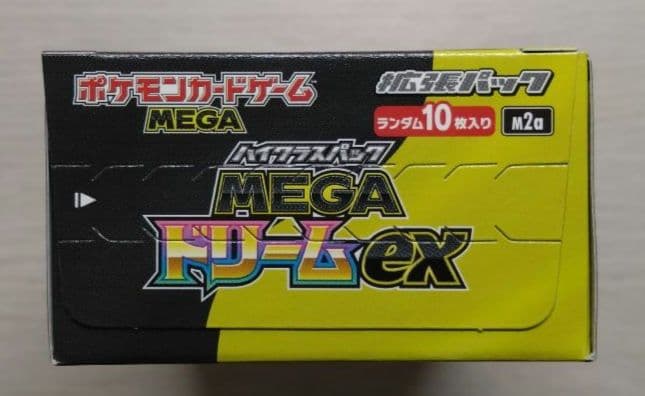 ポケモンカードゲーム
MEGA
拡張パック
ランダム10枚入り
M2a
ハイクラスパック
MEGA
ドリームex